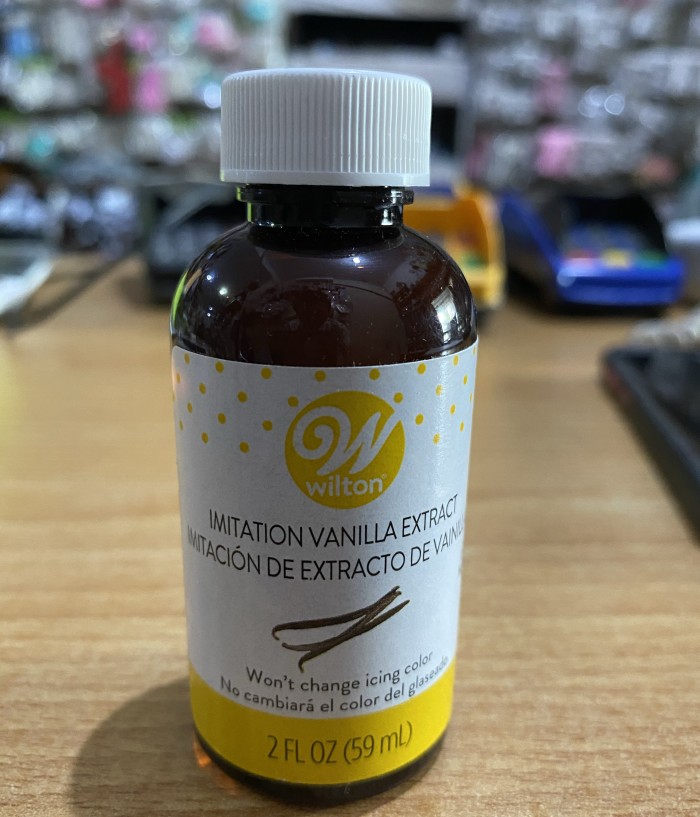 W
wilton
IMITATION VANILLA EXTRACT
IMITACIÓN DE EXTRACTO DE
Won't change icing color
No cambiará el color del glaseado
2 FL OZ (59 mL)